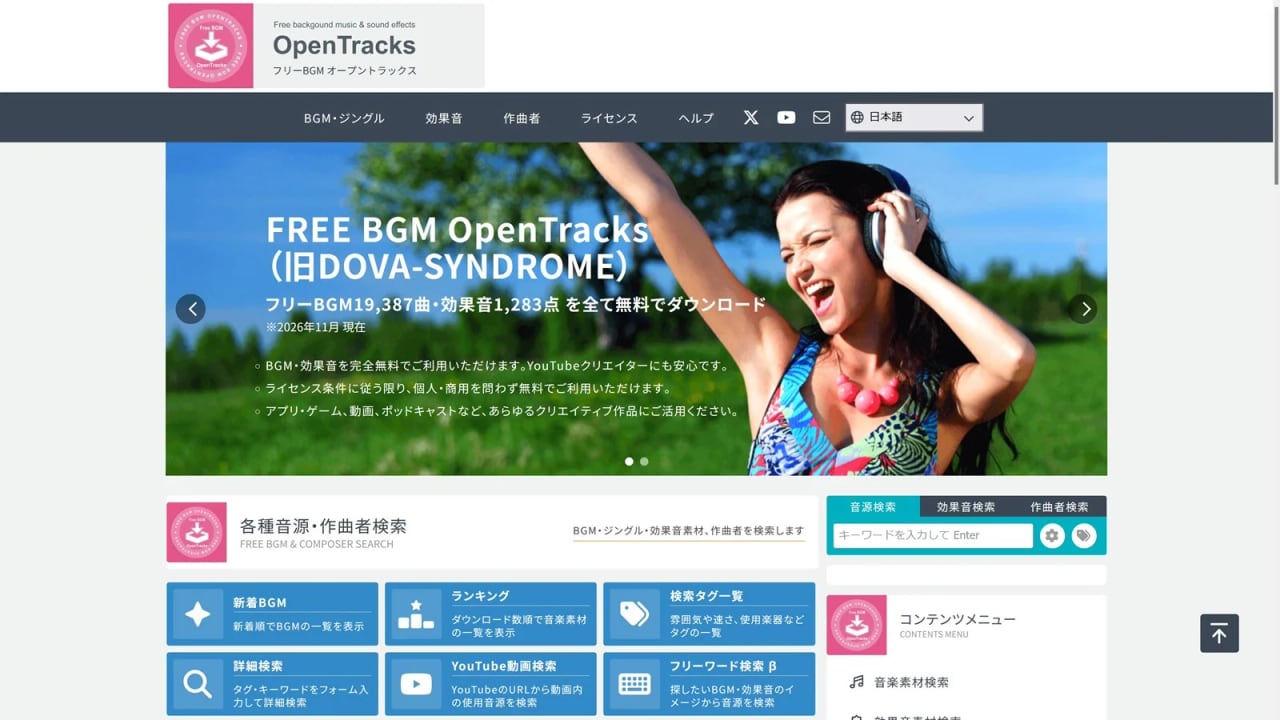 Free backgound music & sound effects
OpenTracks
フリーBGM オープントラックス
BGM・ジングル
効果音
作曲者
ライセンス
ヘルプ
日本語
FREE BGM OpenTracks
（旧DOVA-SYNDROME）
フリーBGM19,387曲・効果音1,283点 を全て無料でダウンロード
※2026年11月 現在
BGM・効果音を完全無料でご利用いただけます。YouTubeクリエイターにも安心です。
ライセンス条件に従う限り、個人・商用を問わず無料でご利用いただけます。
アプリ・ゲーム、動画、ポッドキャストなど、あらゆるクリエイティブ作品にご活用ください。
各種音源・作曲者検索
FREE BGM & COMPOSER SEARCH
BGM・ジングル・効果音素材、作曲者を検索します
音源検索
効果音検索
作曲者検索
キーワードを入力して Enter
新着BGM
新着順でBGMの一覧を表示
ランキング
ダウンロード数順で音楽素材
の一覧を表示
検索タグ一覧
雰囲気や速さ、使用楽器など
タグの一覧
詳細検索
タグ・キーワードをフォーム入
力して詳細検索
YouTube動画検索
YouTubeのURLから動画内
の使用音源を検索
フリーワード検索 β
探したいBGM・効果音のイ
メージから音源を検索
コンテンツメニュー
CONTENTS MENU
音楽素材検索
効果音素材検索